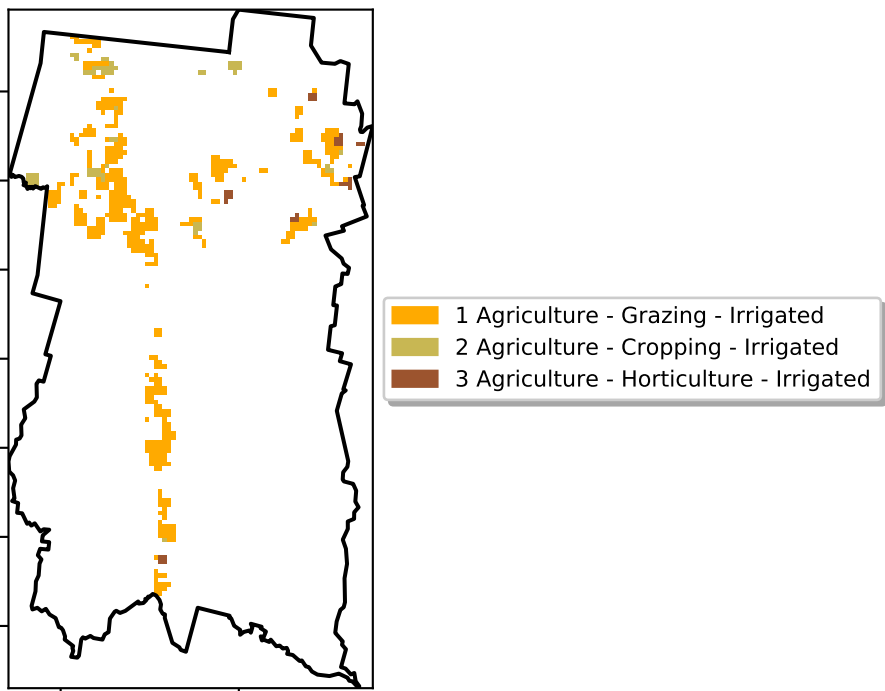 1 Agriculture - Grazing - Irrigated
2 Agriculture - Cropping - Irrigated
3 Agriculture - Horticulture - Irrigated